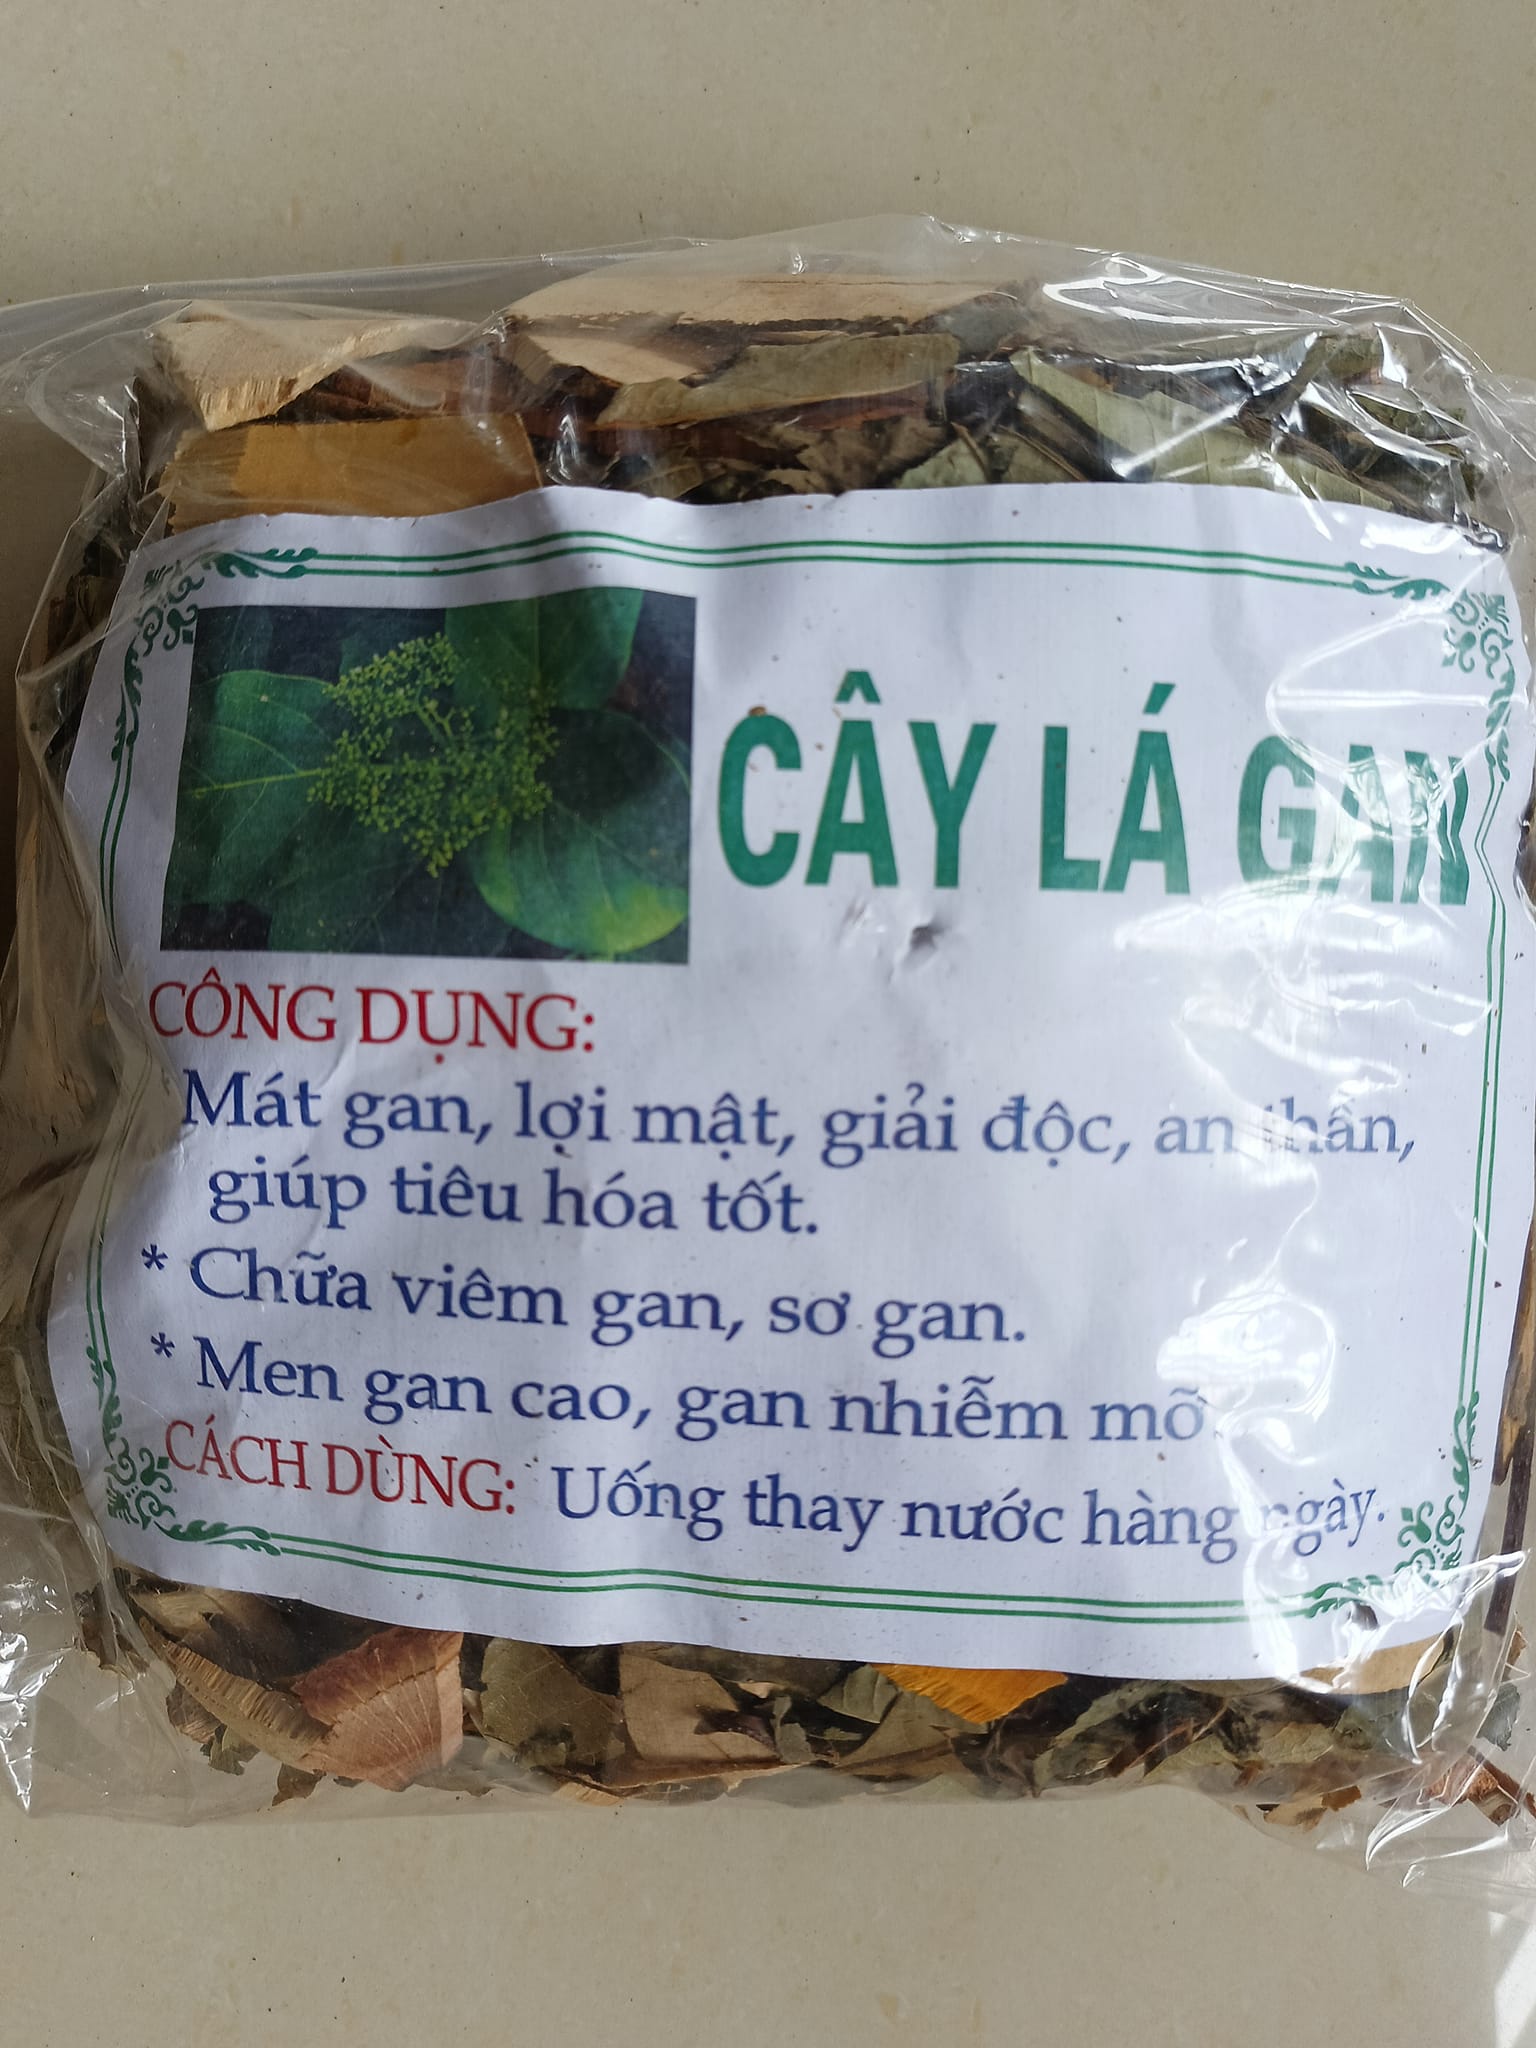 CÂY LÁ GAN
CÔNG DỤNG:
Mát gan, lợi mật, giải độc, an thần,
giúp tiêu hóa tốt.
* Chữa viêm gan, sơ gan.
* Men gan cao, gan nhiễm mỡ.
CÁCH DÙNG: Uống thay nước hàng ngày.